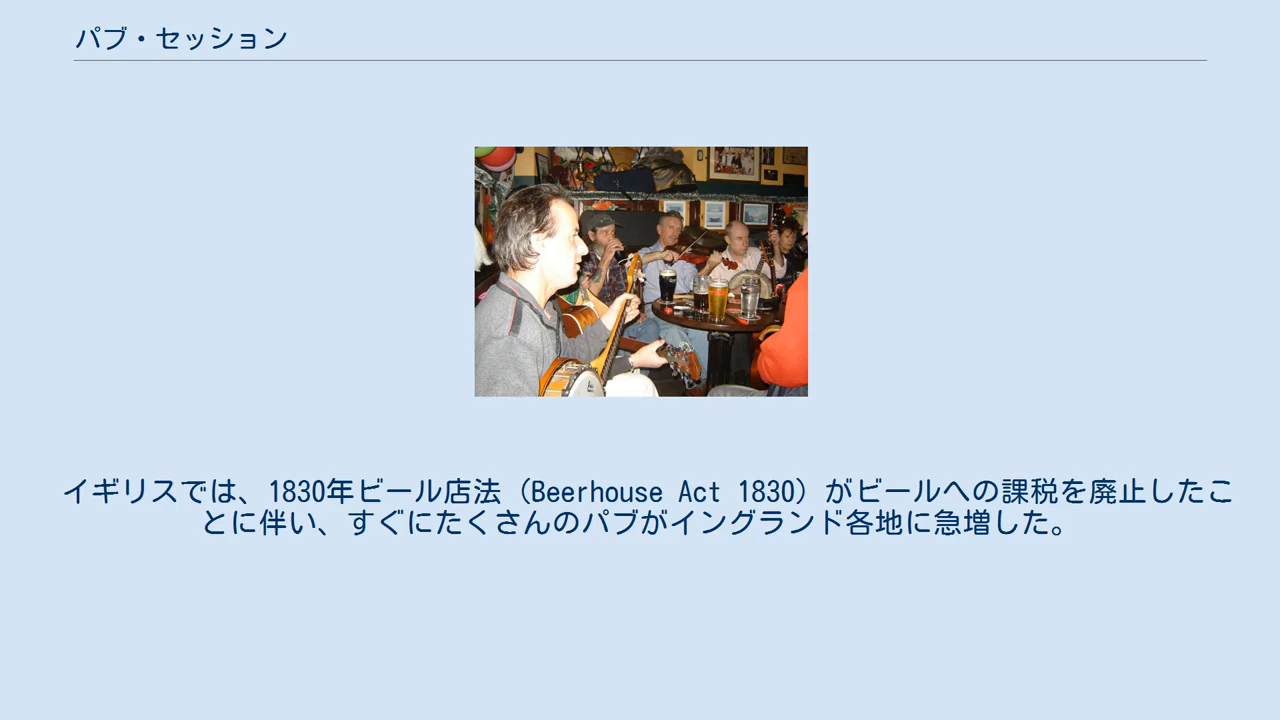 パブ・セッション
イギリスでは、1830年ビール店法（Beerhouse Act 1830）がビールへの課税を廃止したこ
とに伴い、すぐにたくさんのパブがイングランド各地に急増した。